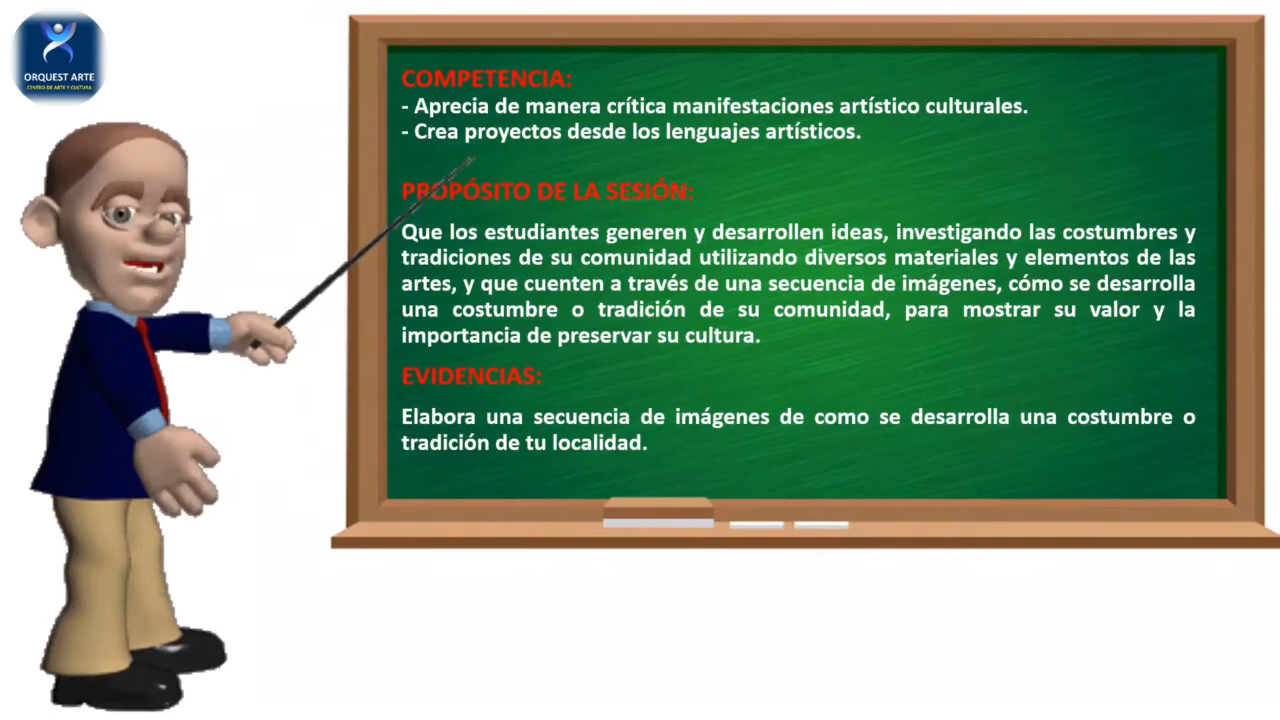 ORQUEST ARTE
CENTRO DE ARTE Y CULTURA
COMPETENCIA:
- Aprecia de manera crítica manifestaciones artístico culturales.
- Crea proyectos desde los lenguajes artísticos.
PROPÓSITO DE LA SESIÓN:
Que los estudiantes generen y desarrollen ideas, investigando las costumbres y
tradiciones de su comunidad utilizando diversos materiales y elementos de las
artes, y que cuenten a través de una secuencia de imágenes, cómo se desarrolla
una costumbre o tradición de su comunidad, para mostrar su valor y la
importancia de preservar su cultura.
EVIDENCIAS:
Elabora una secuencia de imágenes de como se desarrolla una costumbre o
tradición de tu localidad.